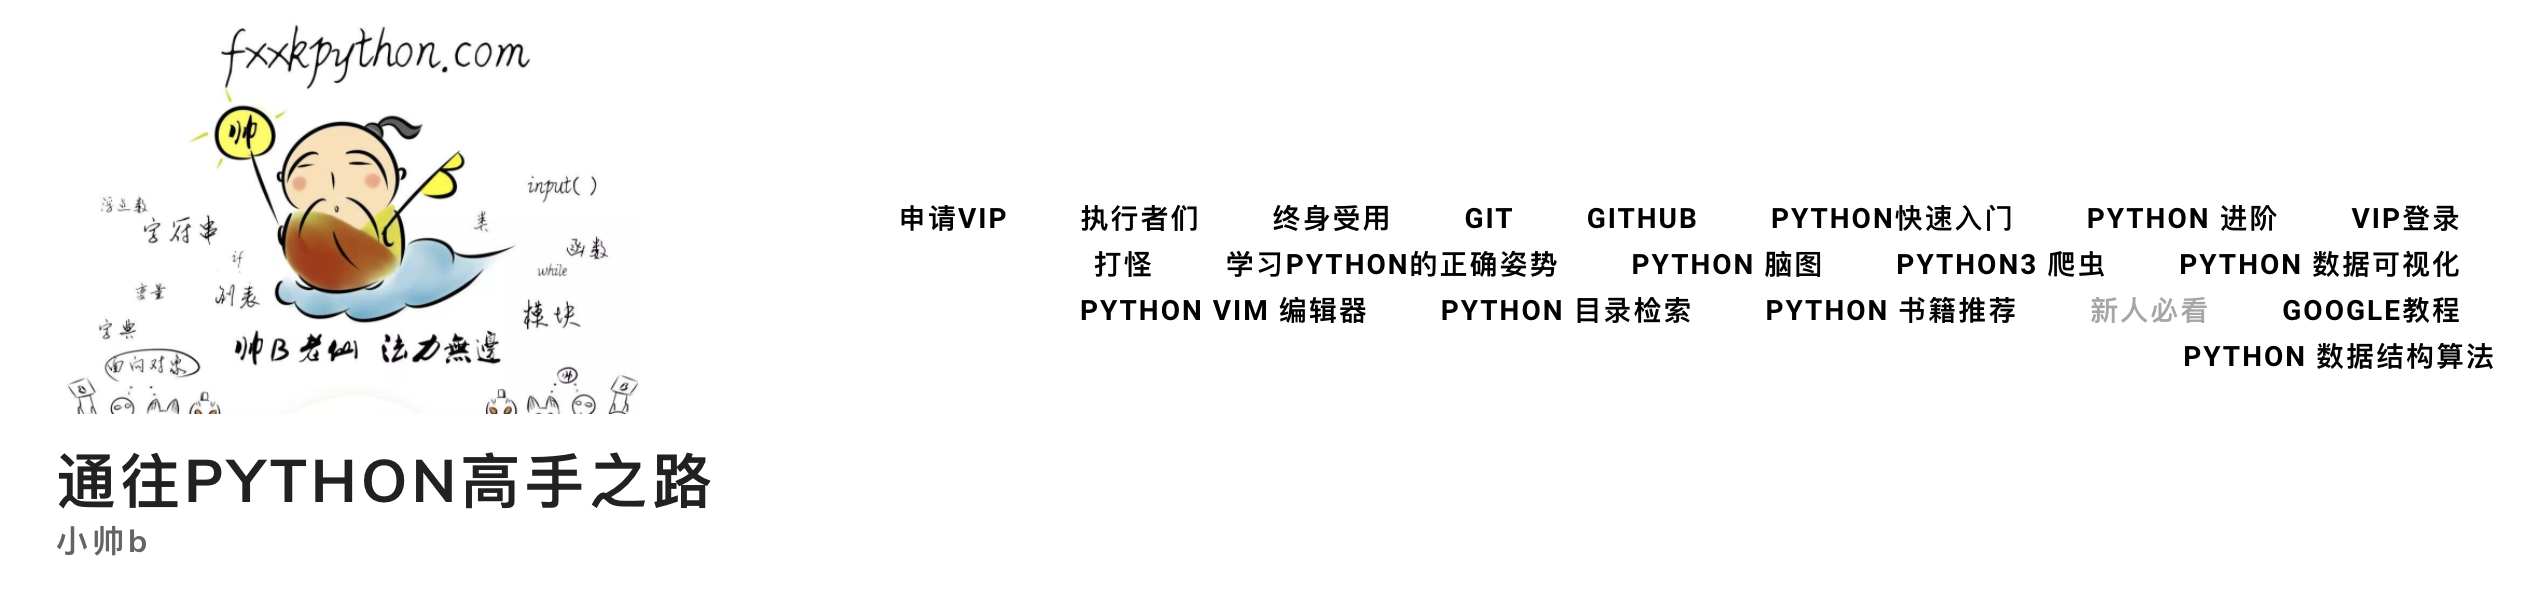 fxxkpython.com
帅
input( )
浮点数
字符串
类
函数
if
while
变量
列表
模块
字典
帅B老仙 法力無邊
面向对象
帅
B
B
申请VIP 执行者们 终身受用 GIT GITHUB PYTHON快速入门 PYTHON 进阶 VIP登录
打怪 学习PYTHON的正确姿势 PYTHON 脑图 PYTHON3 爬虫 PYTHON 数据可视化
PYTHON VIM 编辑器 PYTHON 目录检索 PYTHON 书籍推荐 新人必看 GOOGLE教程
PYTHON 数据结构算法
通往PYTHON高手之路
小帅b